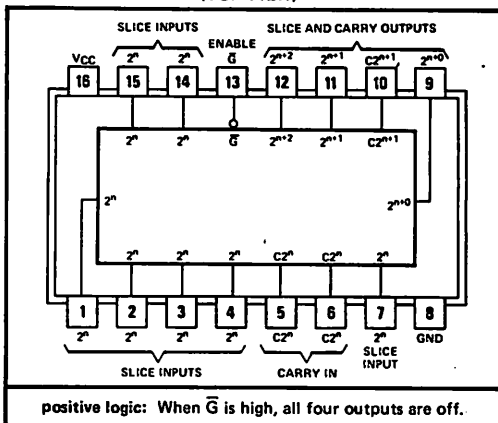 SLICE INPUTS ENABLE SLICE AND CARRY OUTPUTS
VCC 2ⁿ 2ⁿ G̅ 2ⁿ⁺² 2ⁿ⁺¹ C2ⁿ⁺¹ 2ⁿ⁺⁰
16 15 14 13 12 11 10 9
2ⁿ 2ⁿ G̅ 2ⁿ⁺² 2ⁿ⁺¹ C2ⁿ⁺¹
2ⁿ 2ⁿ⁺⁰
2ⁿ 2ⁿ 2ⁿ C2ⁿ C2ⁿ 2ⁿ
1 2 3 4 5 6 7 8
2ⁿ 2ⁿ 2ⁿ 2ⁿ C2ⁿ C2ⁿ 2ⁿ GND
SLICE INPUTS CARRY IN SLICE INPUT
positive logic: When G̅ is high, all four outputs are off.